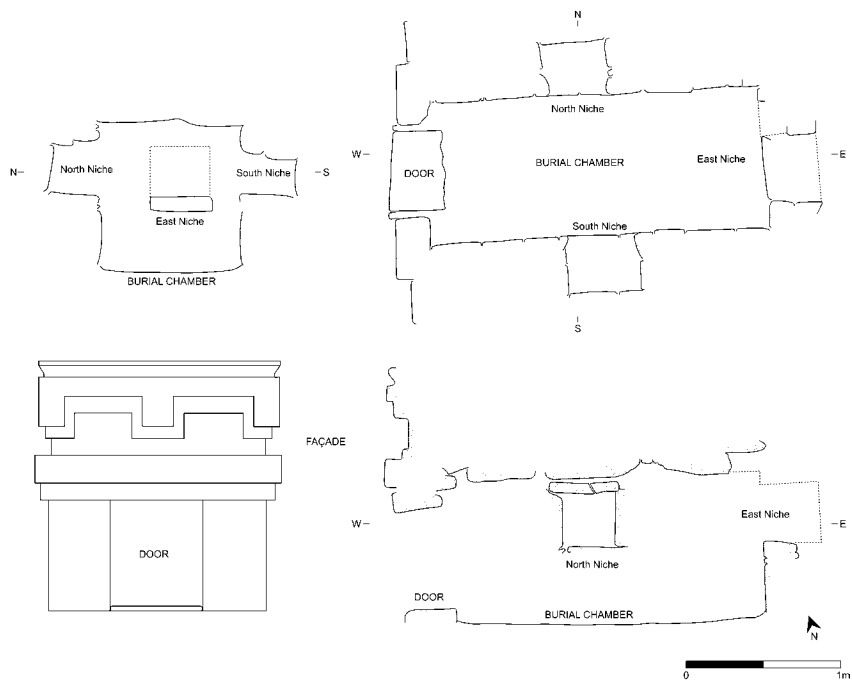 N
North Niche
N
South Niche
S
East Niche
BURIAL CHAMBER
W
DOOR
BURIAL CHAMBER
East Niche
E
South Niche
S
FAÇADE
DOOR
W
East Niche
E
North Niche
DOOR
BURIAL CHAMBER
N
0
1m
North Niche